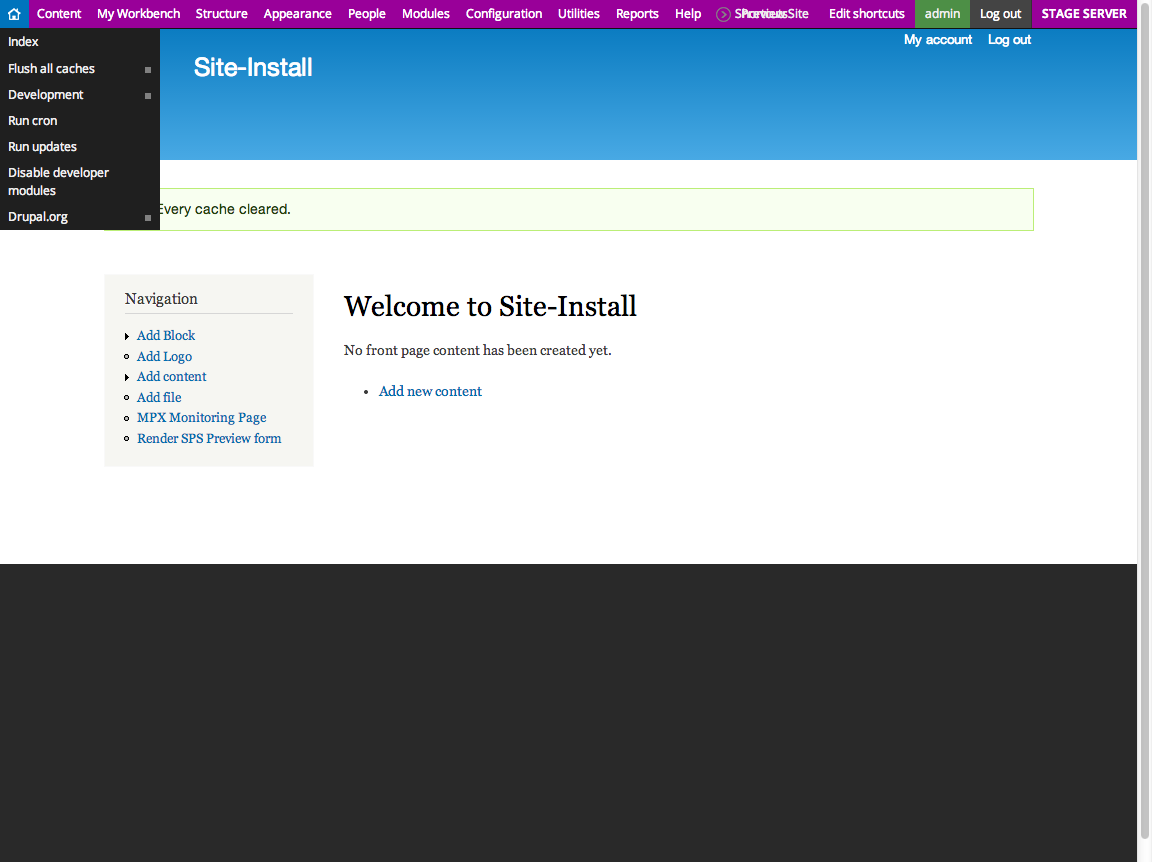 Content My Workbench Structure Appearance People Modules Configuration Utilities Reports Help Site Edit shortcuts admin Log out STAGE SERVER
Index
Flush all caches
Development
Run cron
Run updates
Disable developer
modules
Drupal.org
My account Log out
Site-Install
Every cache cleared.
Navigation
Add Block
Add Logo
Add content
Add file
MPX Monitoring Page
Render SPS Preview form
Welcome to Site-Install
No front page content has been created yet.
Add new content